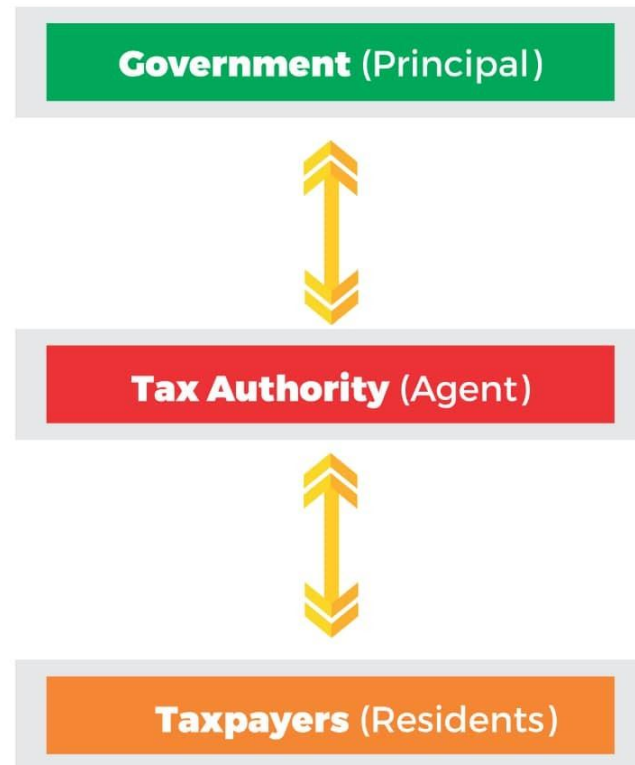 Government (Principal)
Tax Authority (Agent)
Taxpayers (Residents)